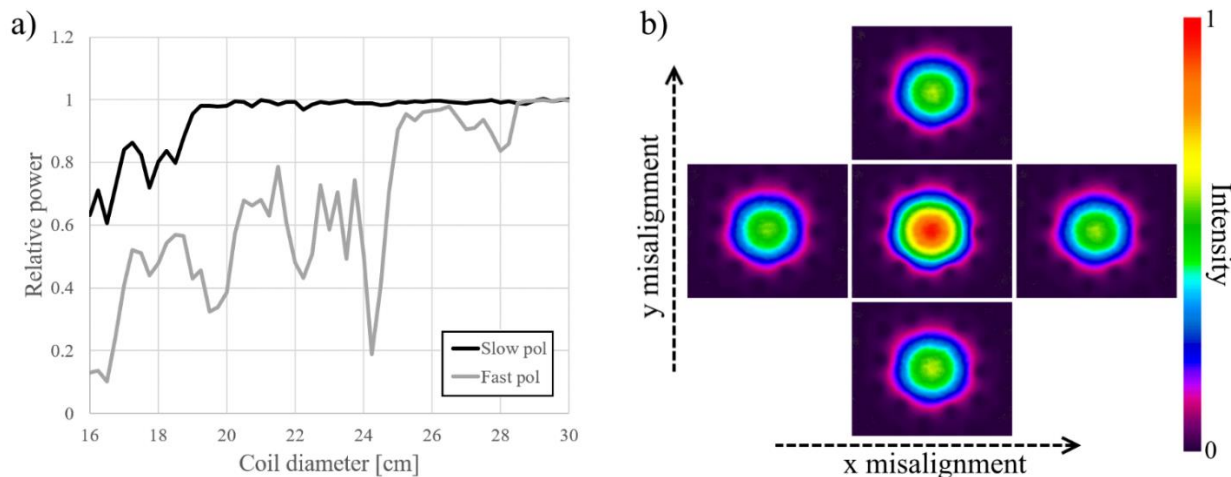 a)
1.2
1
0.8
0.6
0.4
0.2
0
Relative power
16
18
20
22
24
26
28
30
Coil diameter [cm]
Slow pol
Fast pol
b)
y misalignment
x misalignment
1
Intensity
0